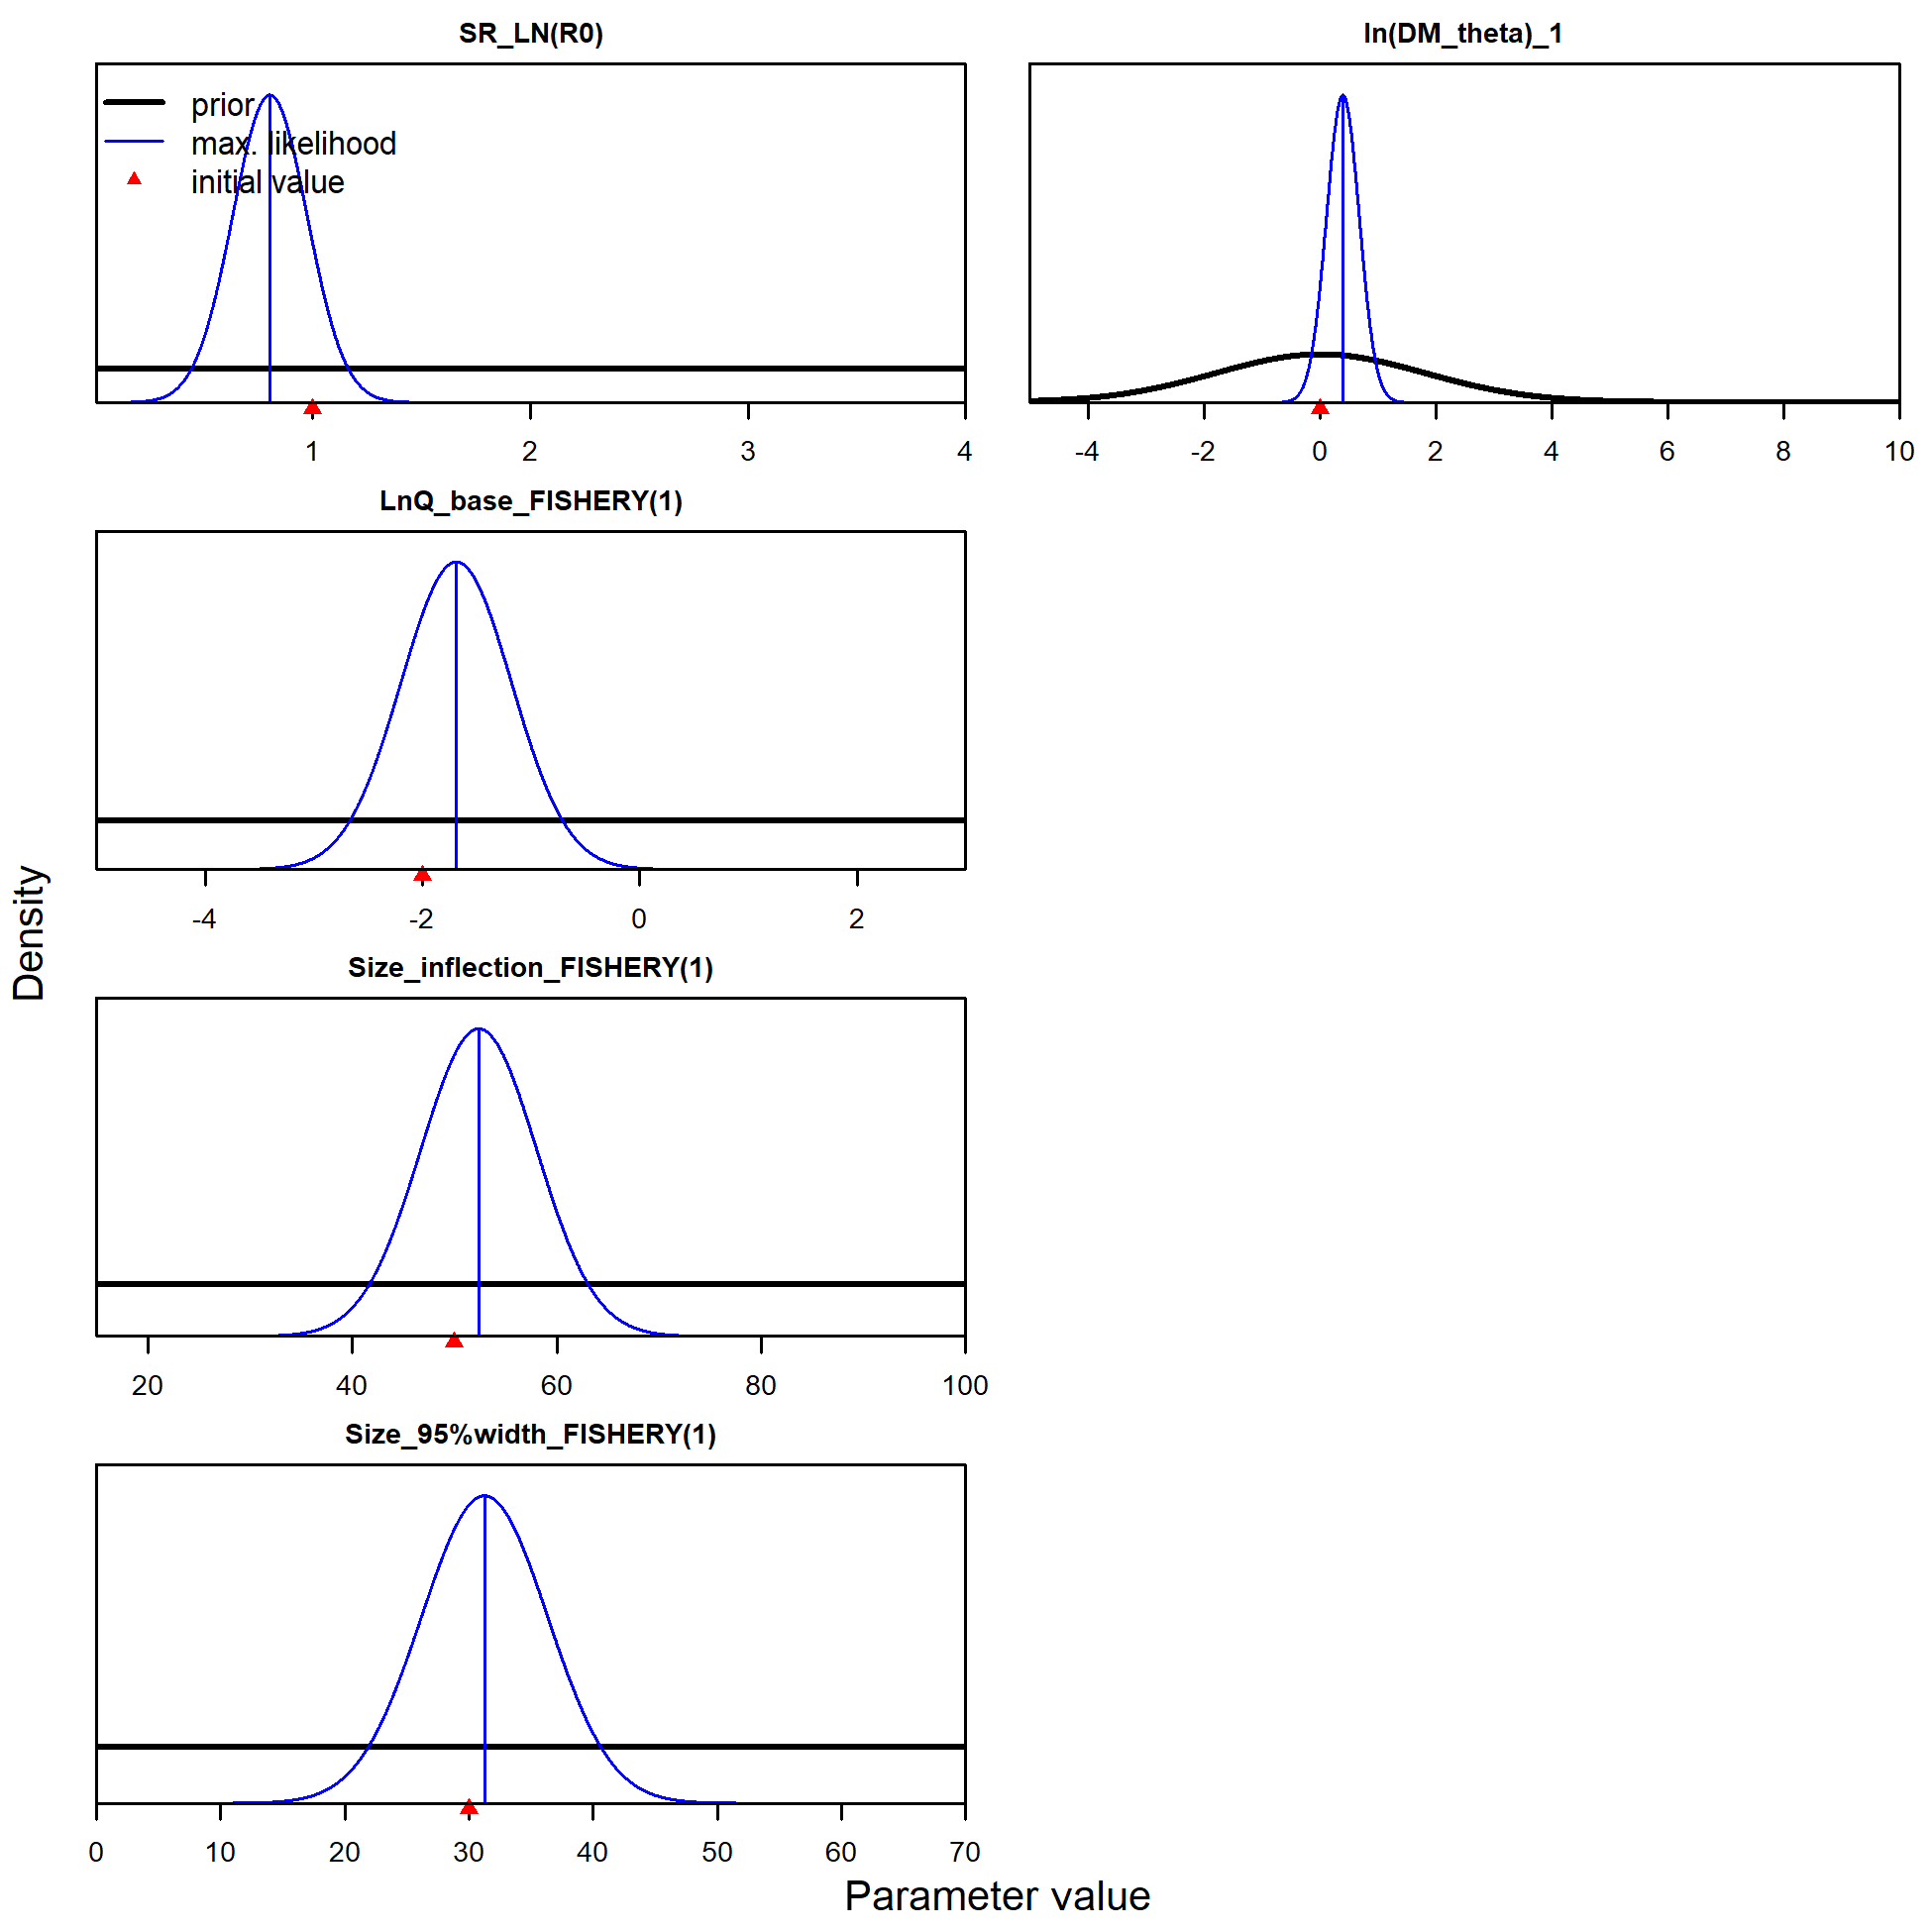 SR_LN(R0)
prior
max. likelihood
initial value
1 2 3 4
ln(DM_theta)_1
-4 -2 0 2 4 6 8 10
LnQ_base_FISHERY(1)
-4 -2 0 2
Size_inflection_FISHERY(1)
20 40 60 80 100
Size_95%width_FISHERY(1)
0 10 20 30 40 50 60 70
Density
Parameter value